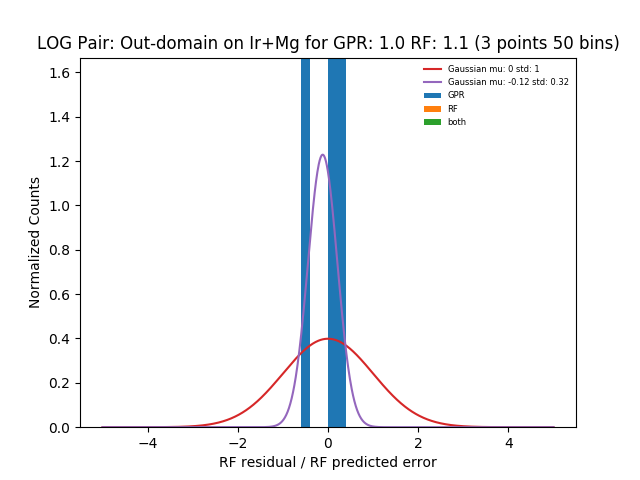 LOG Pair: Out-domain on Ir+Mg for GPR: 1.0 RF: 1.1 (3 points 50 bins)
Gaussian mu: 0 std: 1
Gaussian mu: -0.12 std: 0.32
GPR
RF
both
Normalized Counts
1.6
1.4
1.2
1.0
0.8
0.6
0.4
0.2
0.0
−4 −2 0 2 4
RF residual / RF predicted error